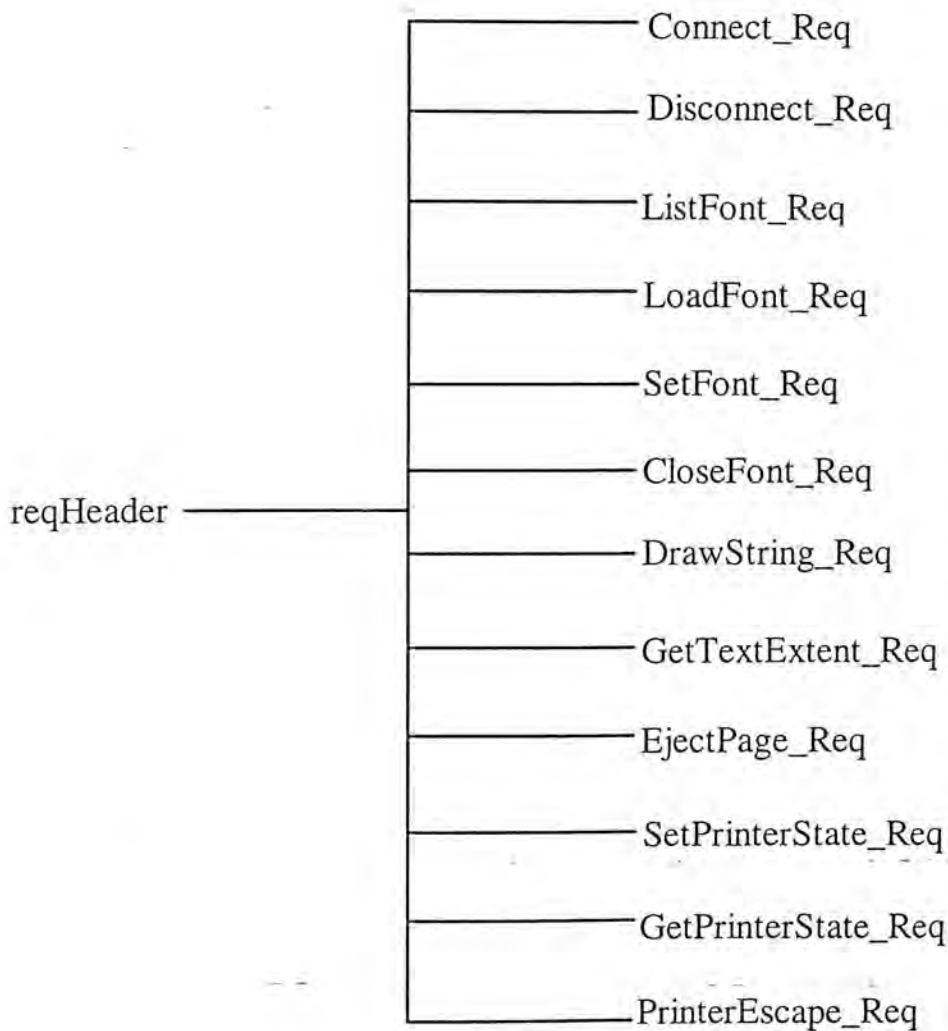 Connect_Req
Disconnect_Req
ListFont_Req
LoadFont_Req
SetFont_Req
CloseFont_Req
reqHeader
DrawString_Req
GetTextExtent_Req
EjectPage_Req
SetPrinterState_Req
GetPrinterState_Req
PrinterEscape_Req